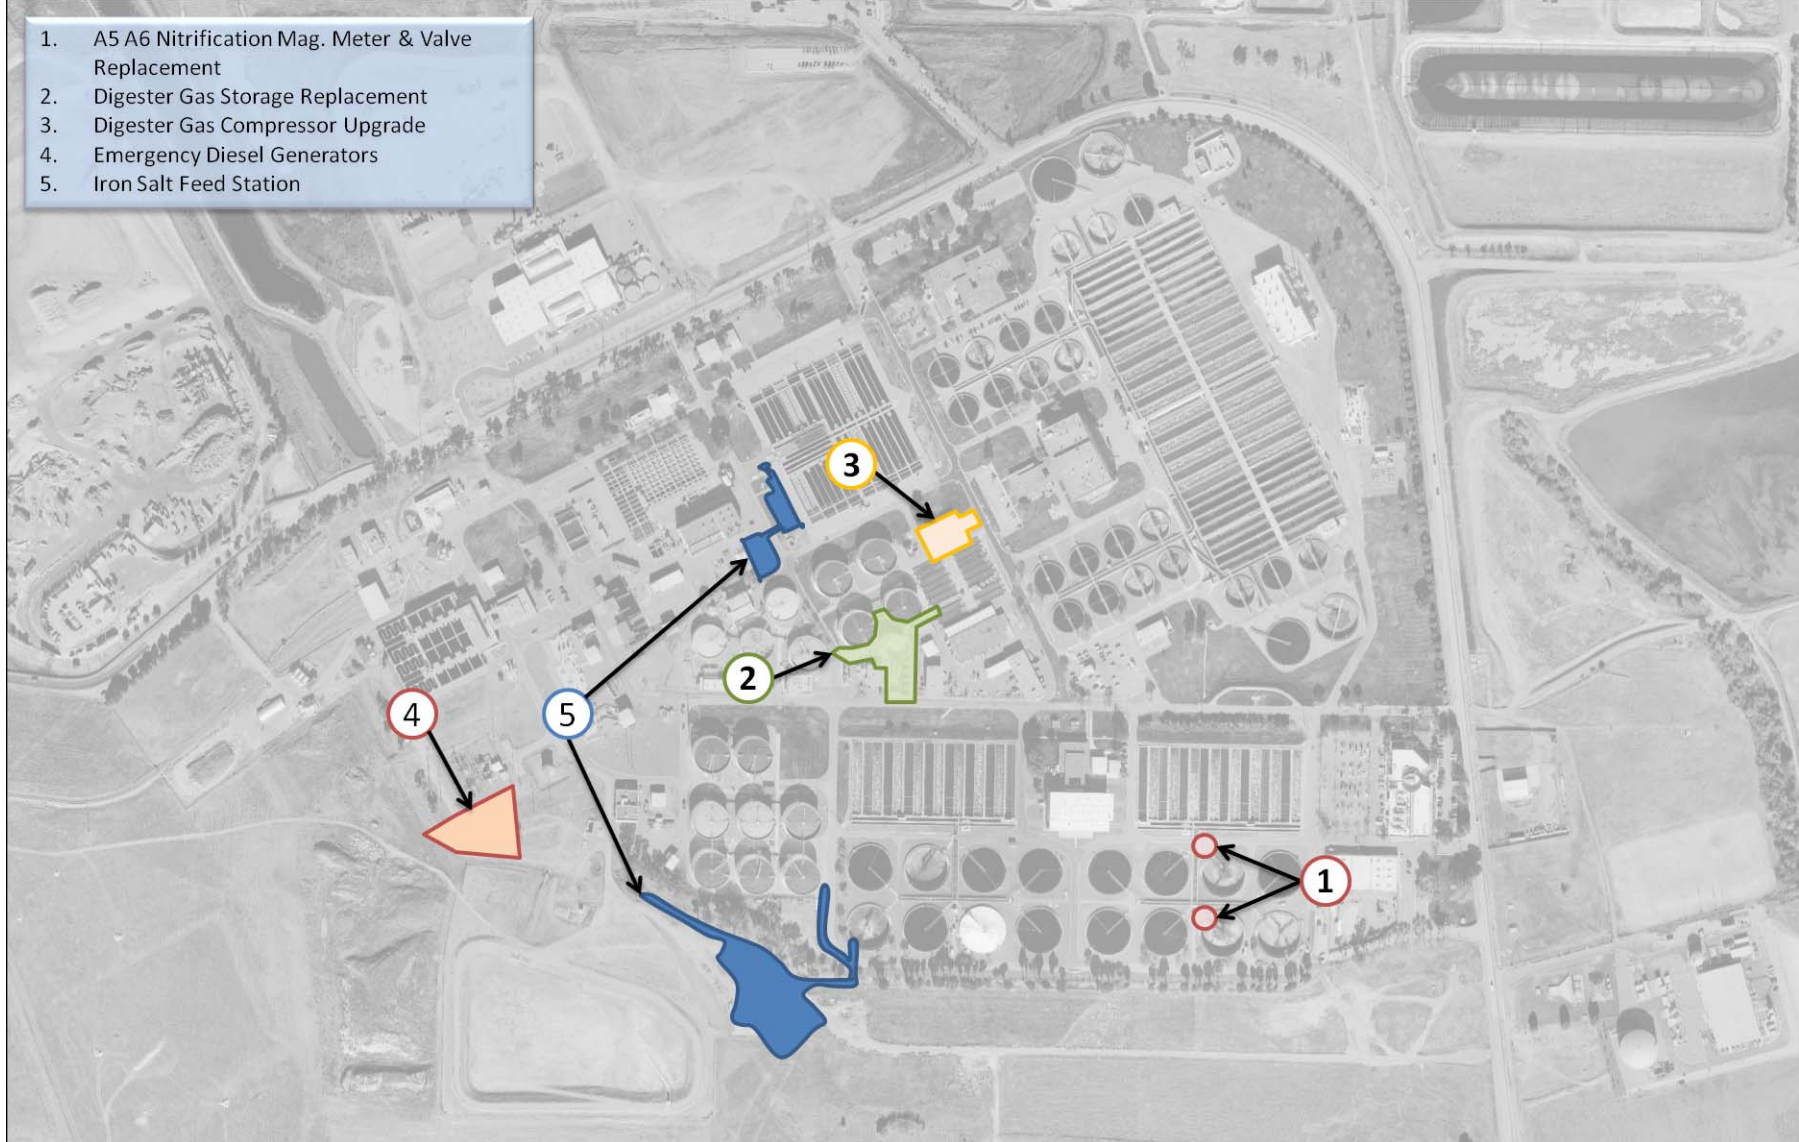 1. A5 A6 Nitrification Mag. Meter & Valve
Replacement
2. Digester Gas Storage Replacement
3. Digester Gas Compressor Upgrade
4. Emergency Diesel Generators
5. Iron Salt Feed Station
3
2
4
5
1